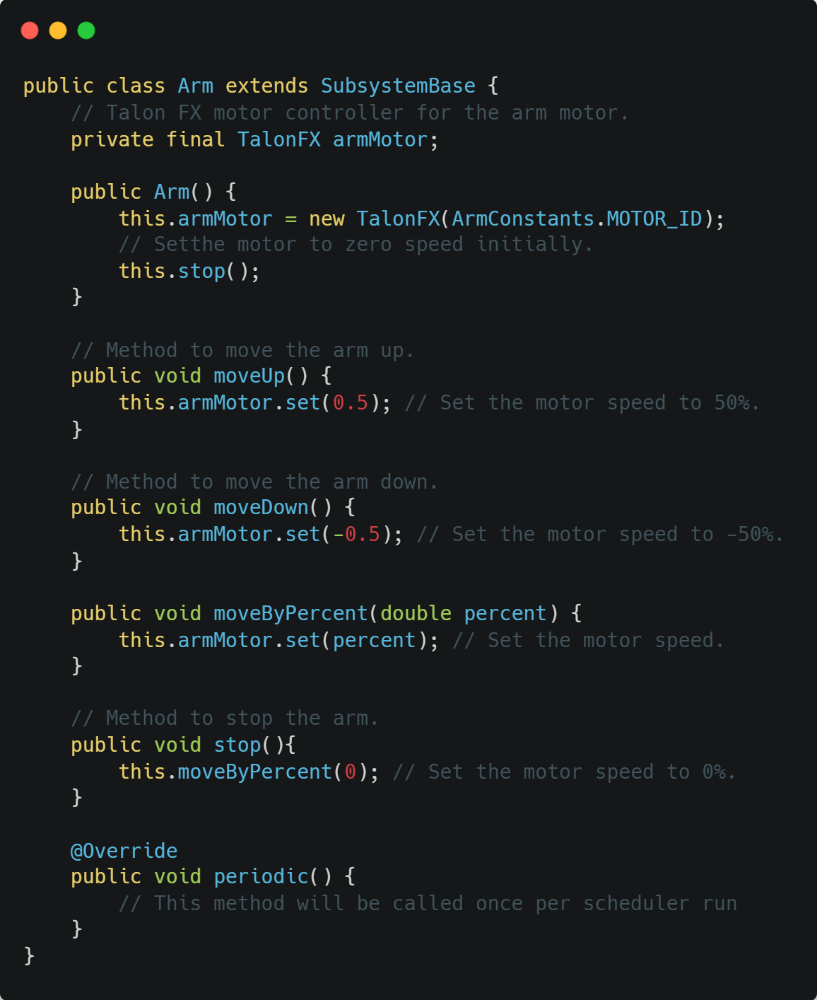 public class Arm extends SubsystemBase {
    // Talon FX motor controller for the arm motor.
    private final TalonFX armMotor;

    public Arm() {
        this.armMotor = new TalonFX(ArmConstants.MOTOR_ID);
        // Setthe motor to zero speed initially.
        this.stop();
    }

    // Method to move the arm up.
    public void moveUp() {
        this.armMotor.set(0.5); // Set the motor speed to 50%.
    }

    // Method to move the arm down.
    public void moveDown() {
        this.armMotor.set(-0.5); // Set the motor speed to -50%.
    }

    public void moveByPercent(double percent) {
        this.armMotor.set(percent); // Set the motor speed.
    }

    // Method to stop the arm.
    public void stop(){
        this.moveByPercent(0); // Set the motor speed to 0%.
    }

    @Override
    public void periodic() {
        // This method will be called once per scheduler run
    }
}